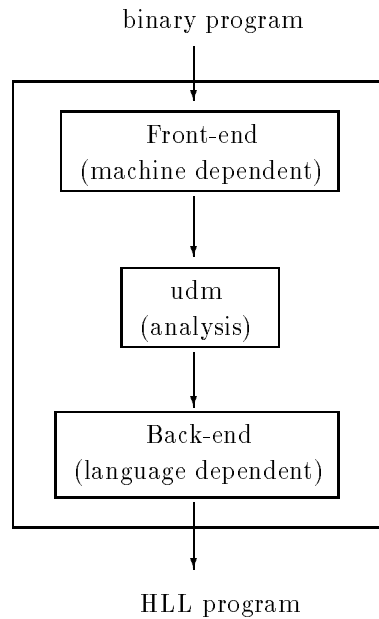 binary program
Front-end
(machine dependent)
udm
(analysis)
Back-end
(language dependent)
HLL program